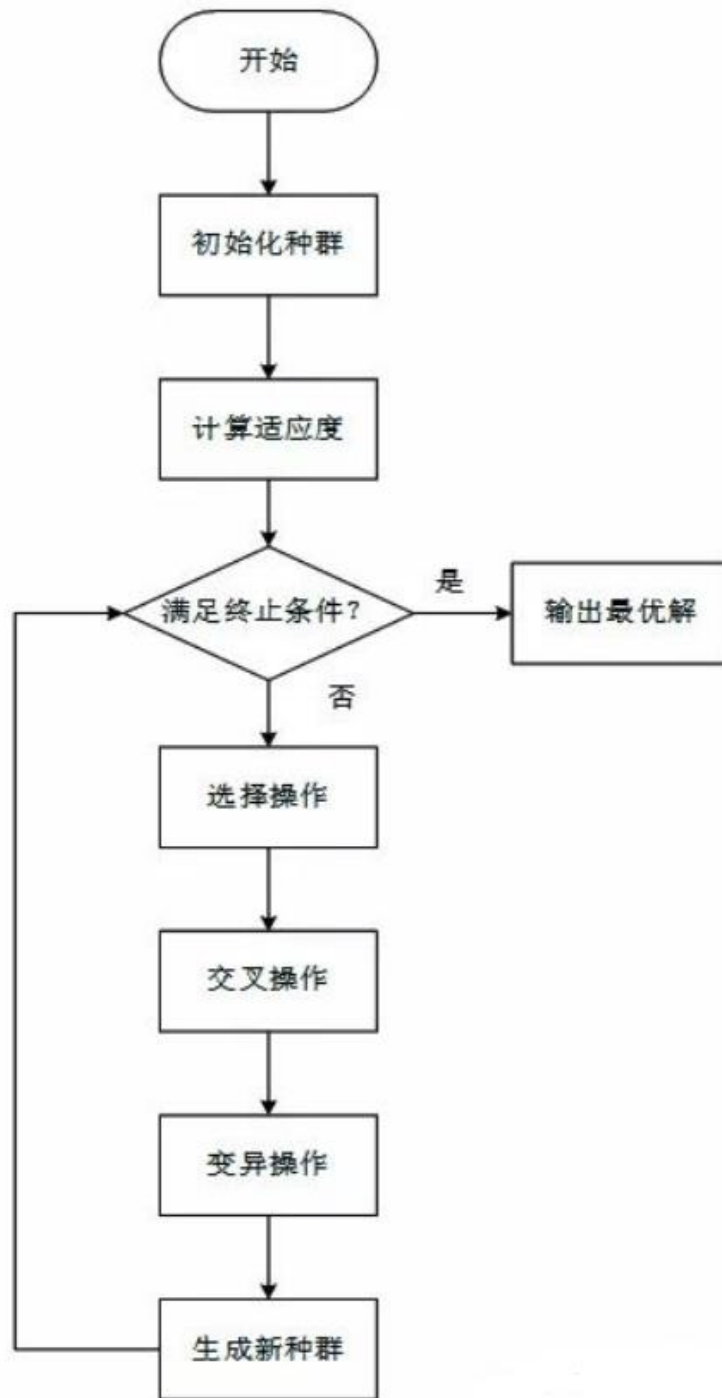 开始
初始化种群
计算适应度
满足终止条件?
是
输出最优解
否
选择操作
交叉操作
变异操作
生成新种群